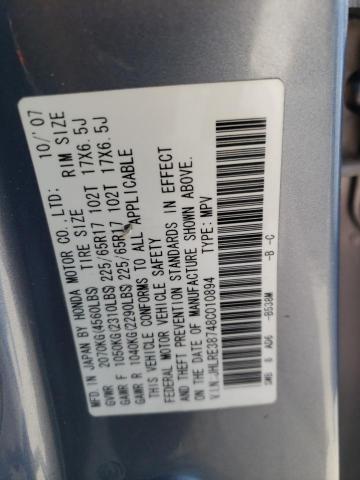 MFD. IN JAPAN BY HONDA MOTOR CO., LTD: 10/'07
TIRE SIZE RIM SIZE
GVWR 2070KG(4560LBS)
GAWR F 1050KG(2310LBS) 225/65R17 102T 17X6.5J
GAWR R 1040KG(2290LBS) 225/65R17 102T 17X6.5J
THIS VEHICLE CONFORMS TO ALL APPLICABLE
FEDERAL MOTOR VEHICLE SAFETY
AND THEFT PREVENTION STANDARDS IN EFFECT
ON THE DATE OF MANUFACTURE SHOWN ABOVE.
V.I.N:JHLRE38748C010894 TYPE: MPV
-B538M -B -C